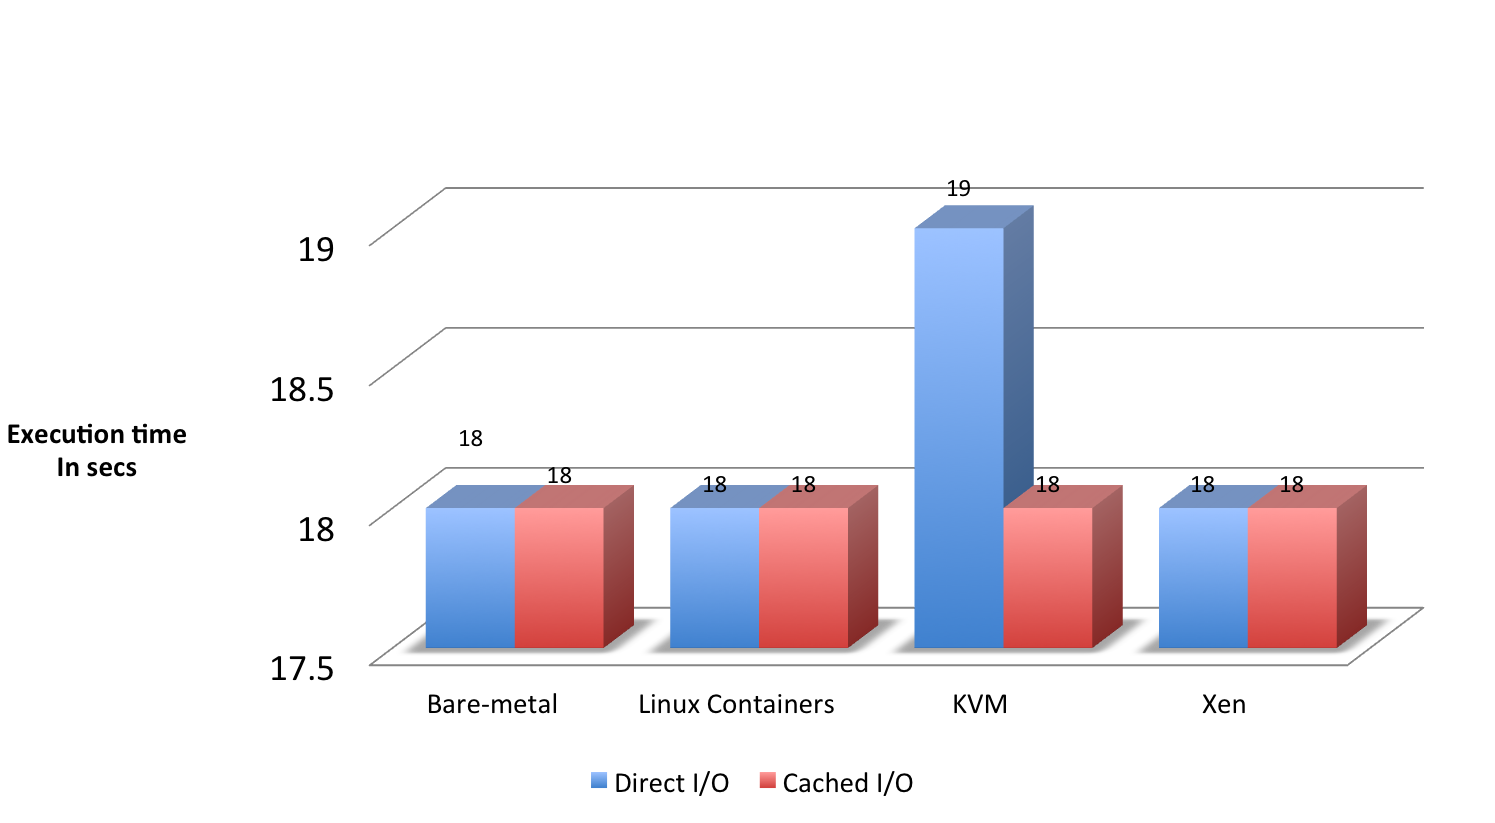 19
19
18.5
Execution time
In secs
18
18
18
18
18
18
18
18
17.5
Bare-metal
Linux Containers
KVM
Xen
Direct I/O
Cached I/O